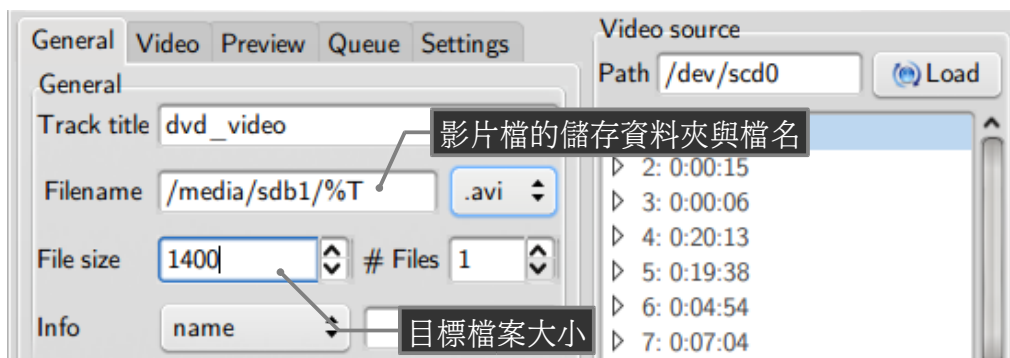 General Video Preview Queue Settings
General
Track title dvd_video
影片檔的儲存資料夾與檔名
Filename /media/sdb1/%T .avi
File size 1400 # Files 1
Info name
目標檔案大小
Video source
Path /dev/scd0 Load
2: 0:00:15
3: 0:00:06
4: 0:20:13
5: 0:19:38
6: 0:04:54
7: 0:07:04